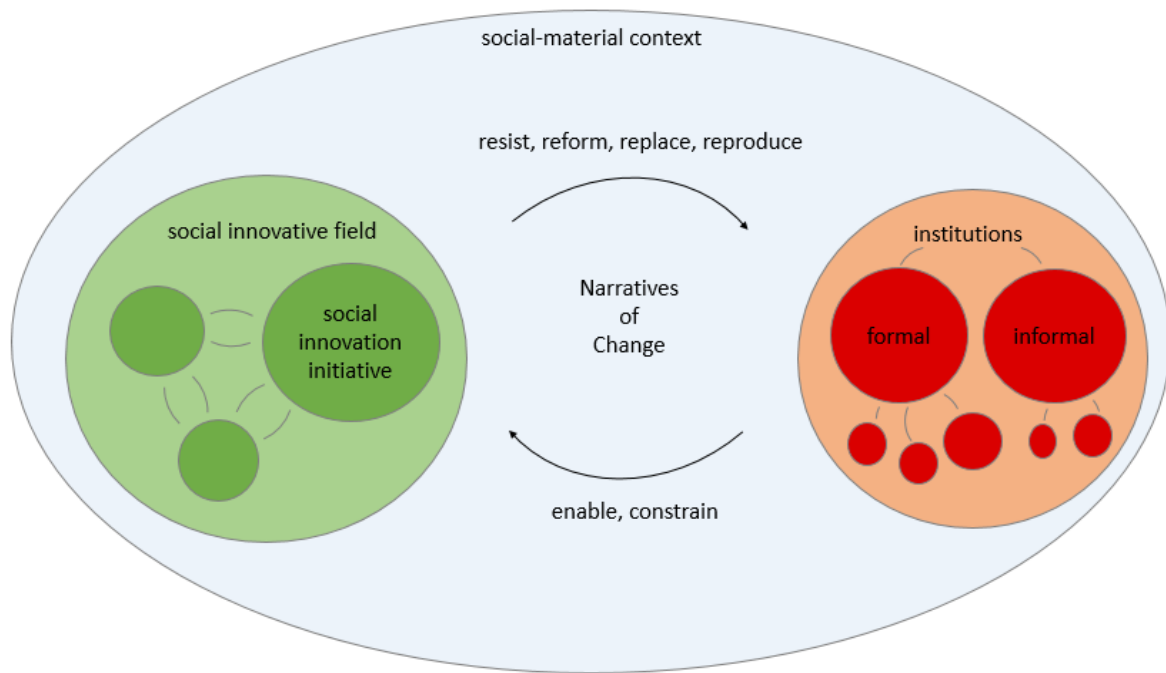 social-material context
resist, reform, replace, reproduce
social innovative field
social
innovation
initiative
Narratives
of
Change
institutions
formal
informal
enable, constrain